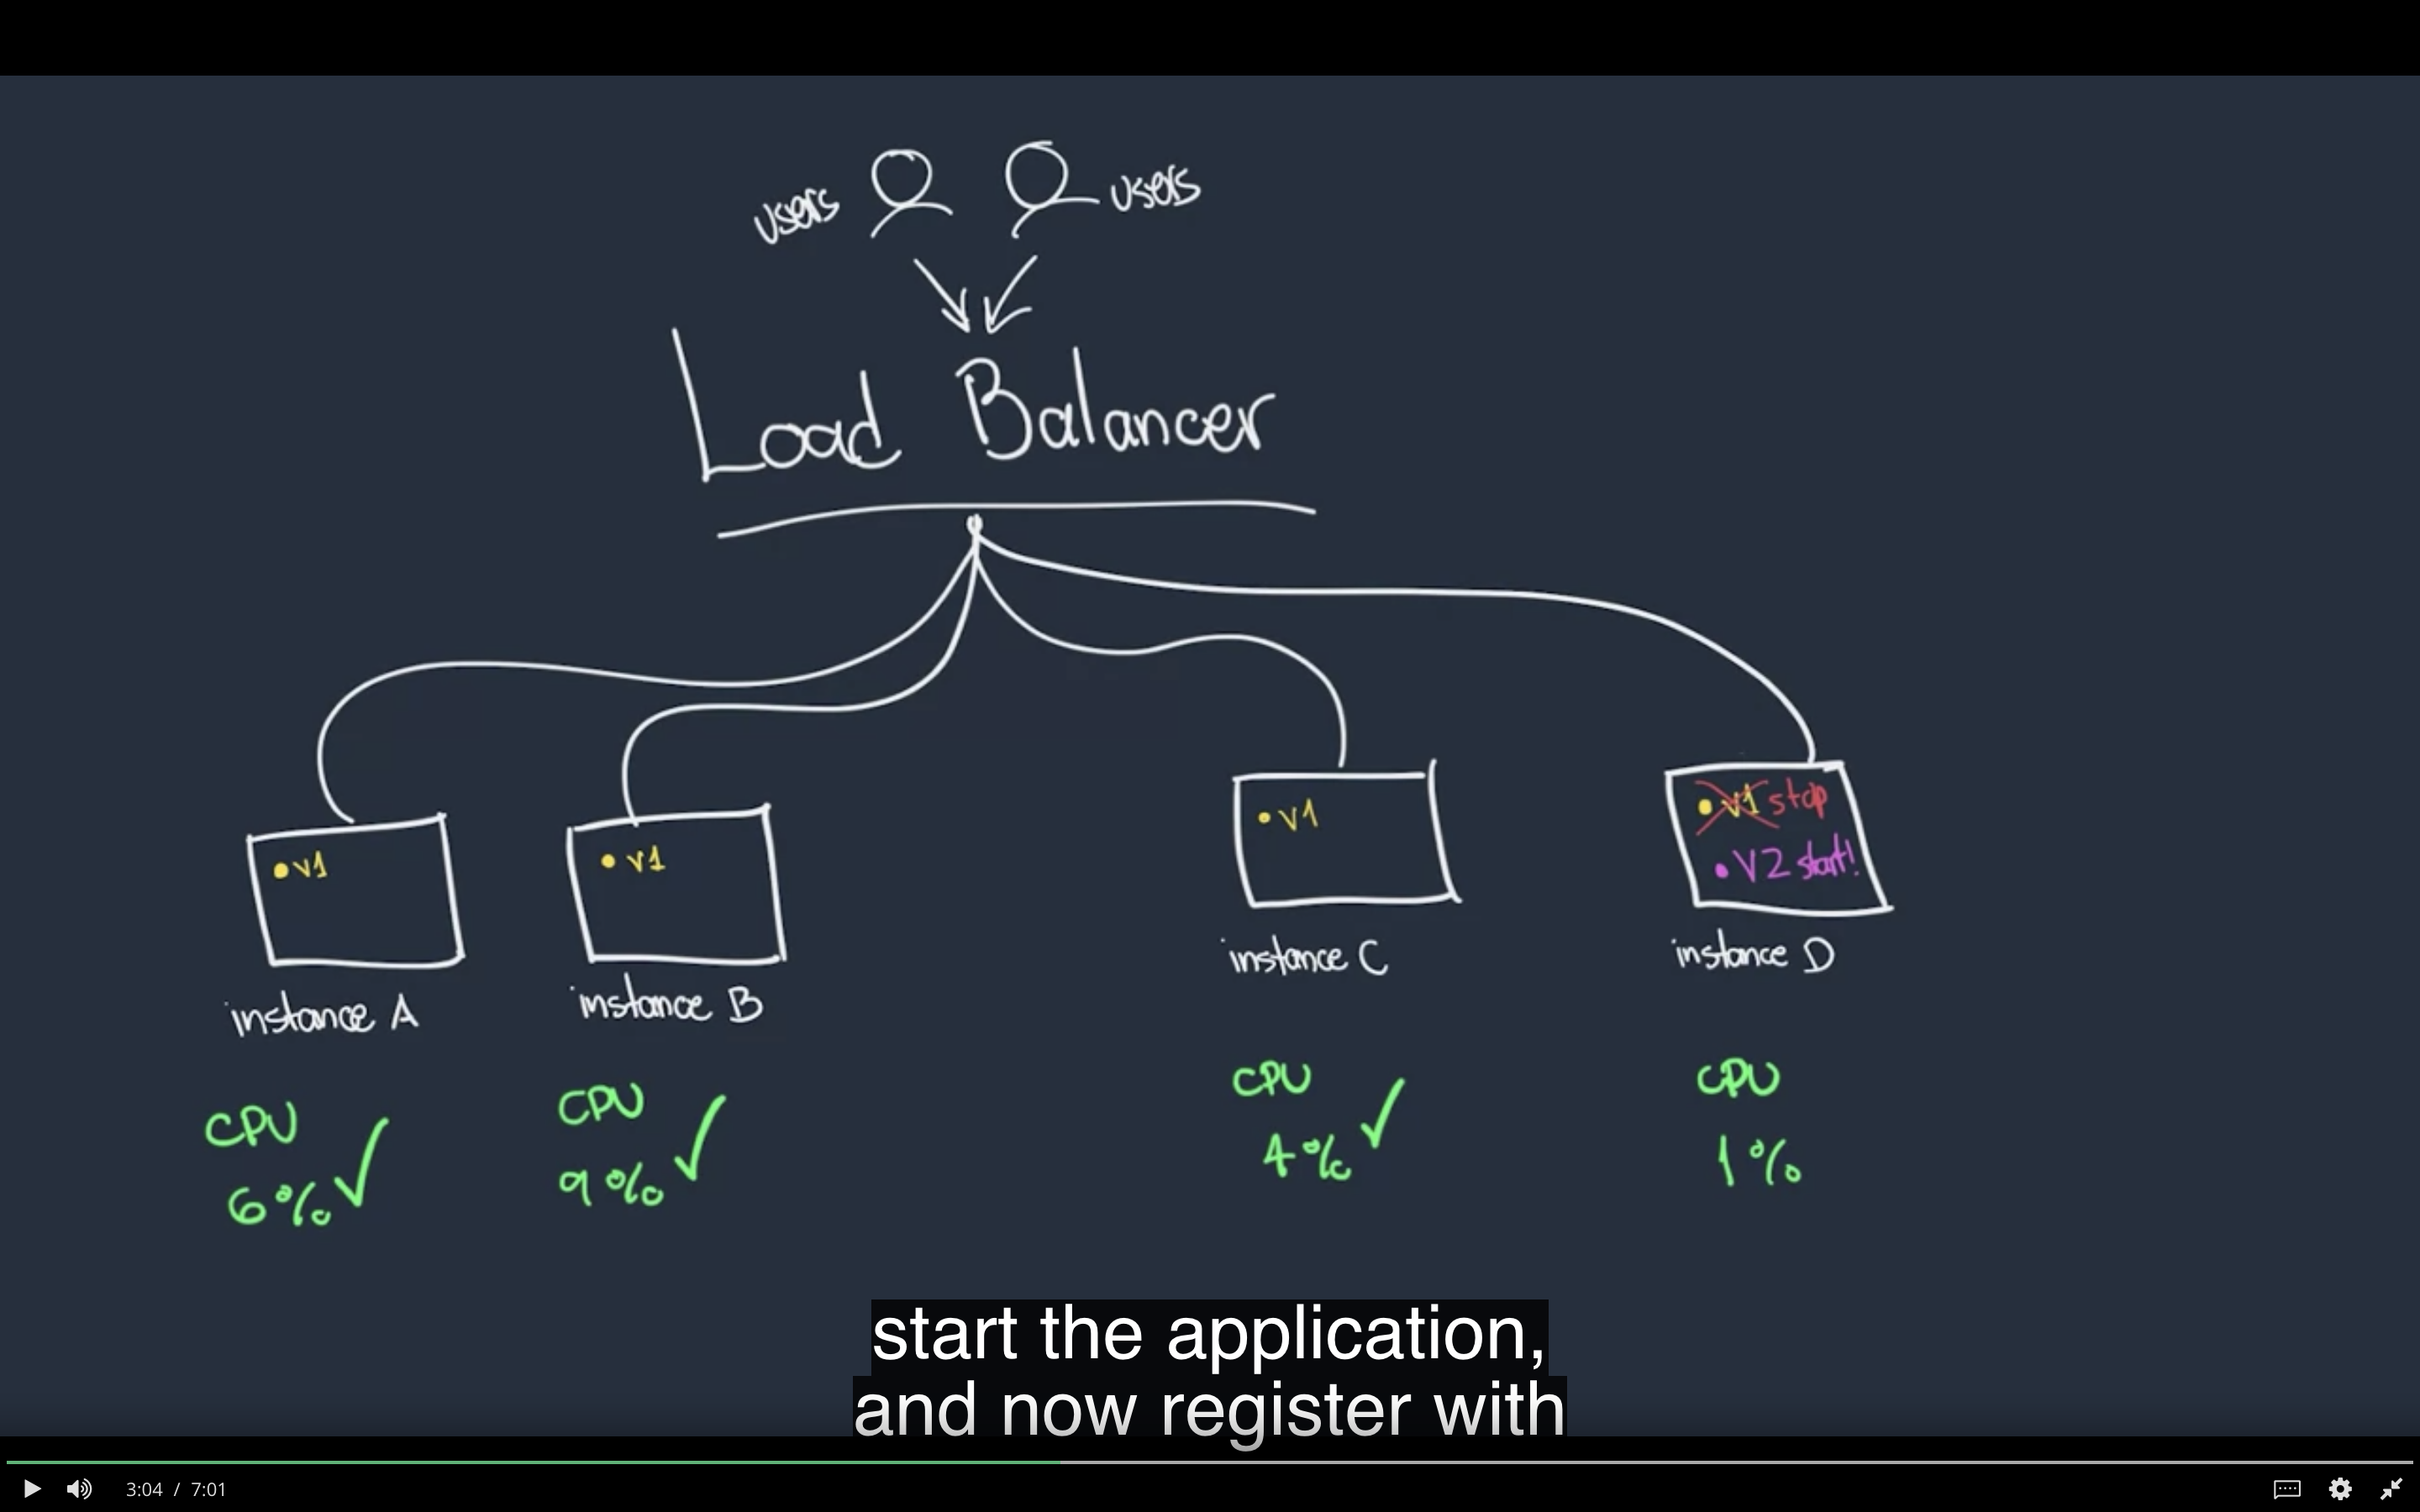 users users
Load Balancer
• v1
instance A
CPU
6%
• v1
instance B
CPU
9%
• v1
instance C
CPU
4%
• v1 stop
• V2 start!
instance D
CPU
1%
start the application,
and now register with
3:04 / 7:01